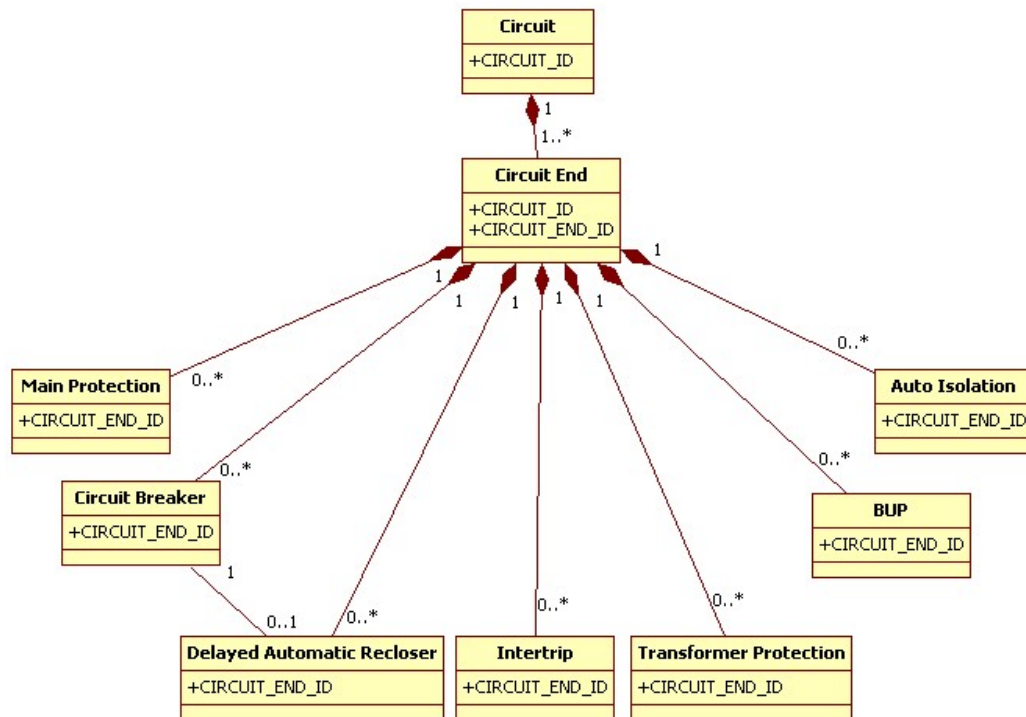 Circuit
+CIRCUIT_ID
1
1..*
Circuit End
+CIRCUIT_ID
+CIRCUIT_END_ID
1
1
1
1
1
1
0..*
0..*
Main Protection
+CIRCUIT_END_ID
Auto Isolation
+CIRCUIT_END_ID
0..*
0..*
Circuit Breaker
+CIRCUIT_END_ID
BUP
+CIRCUIT_END_ID
1
0..1
0..*
0..*
0..*
Delayed Automatic Recloser
+CIRCUIT_END_ID
Intertrip
+CIRCUIT_END_ID
Transformer Protection
+CIRCUIT_END_ID